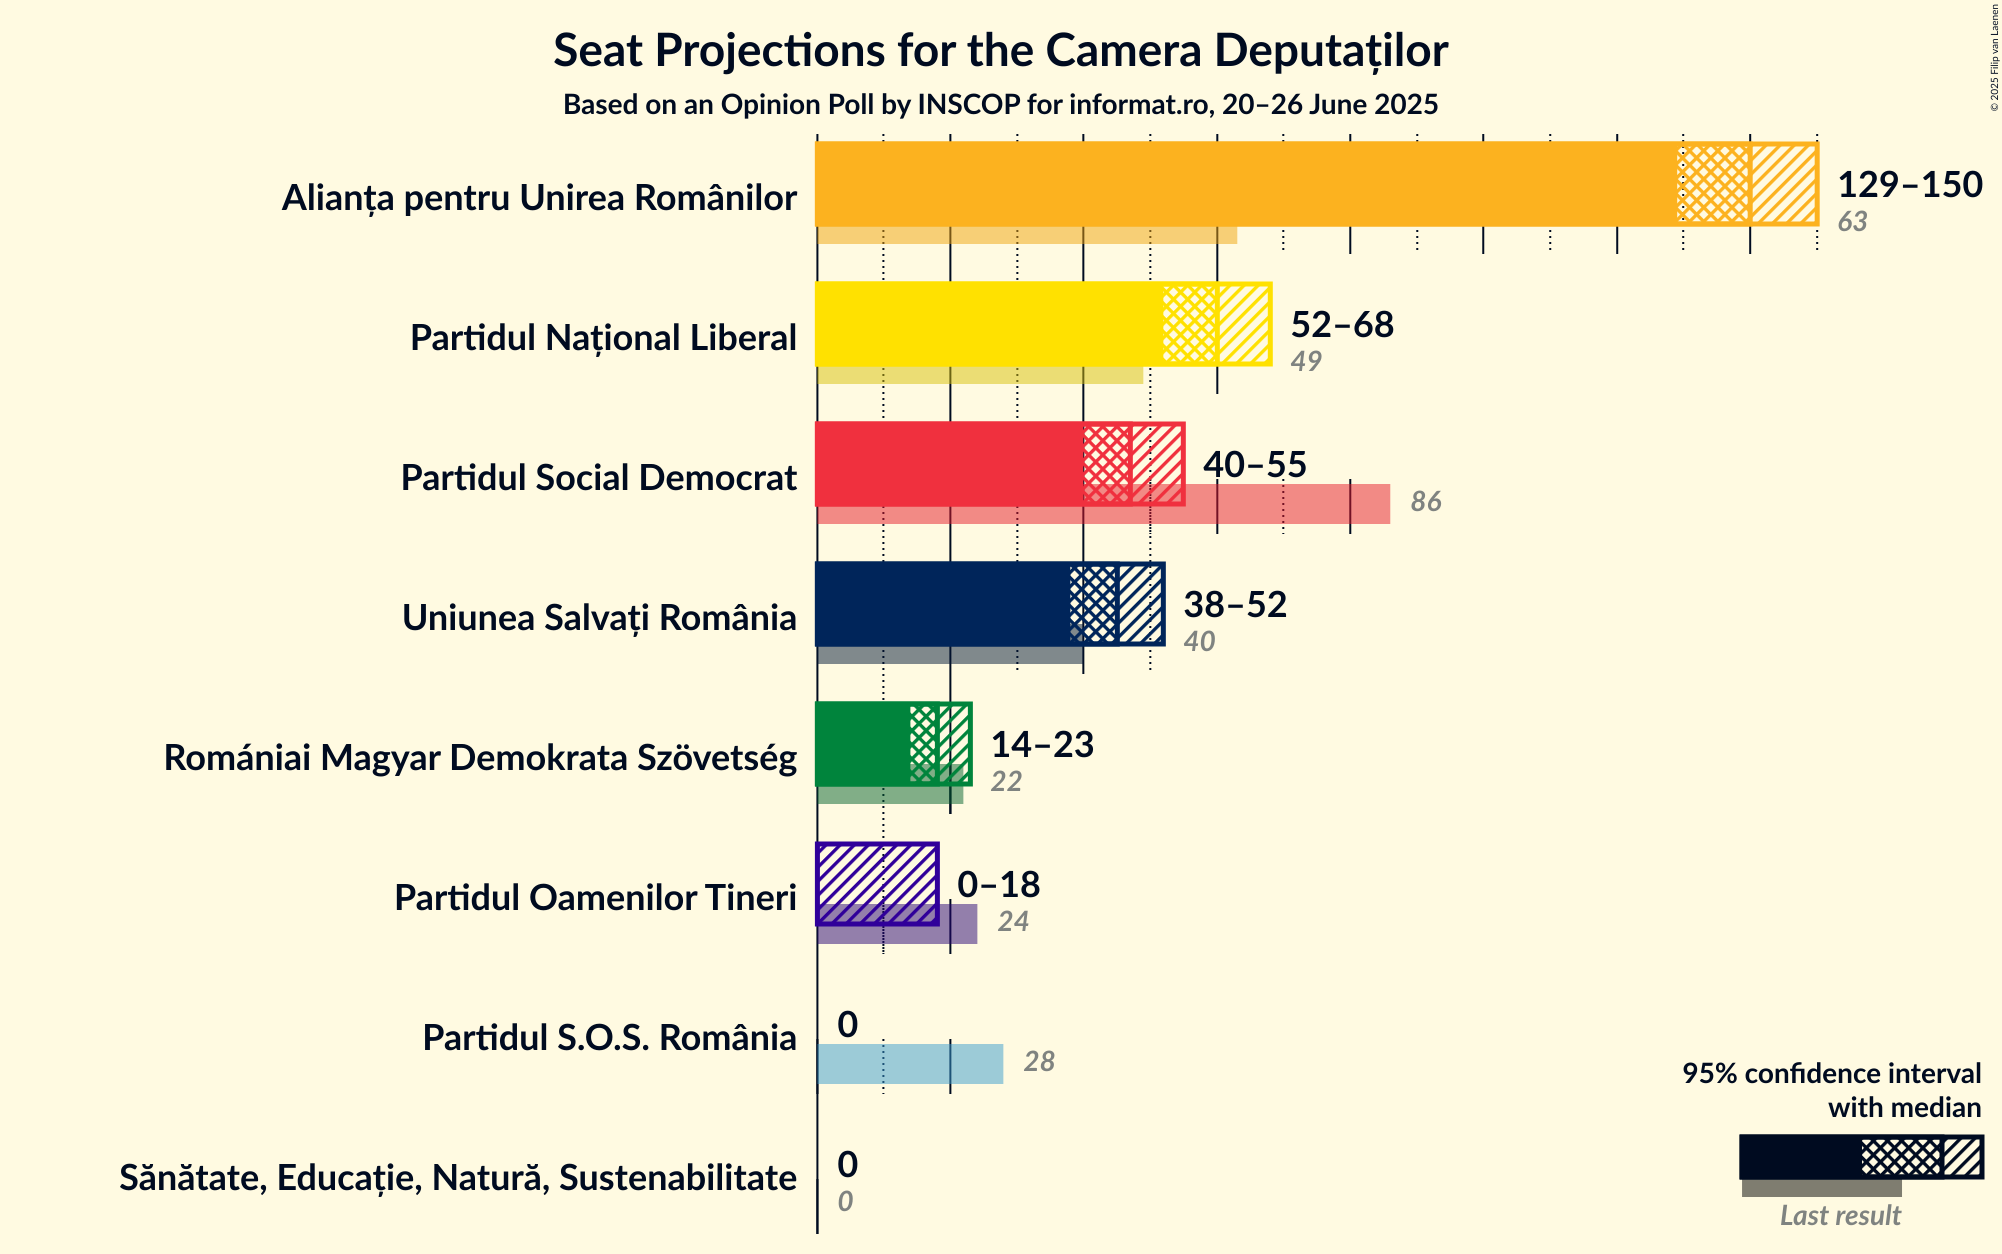 Seat Projections for the Camera Deputaților
Based on an Opinion Poll by INSCOP for informat.ro, 20–26 June 2025
© 2025 Filip van Laenen
Alianța pentru Unirea Românilor
129–150
63
Partidul Național Liberal
52–68
49
Partidul Social Democrat
40–55
86
Uniunea Salvați România
38–52
40
Romániai Magyar Demokrata Szövetség
14–23
22
Partidul Oamenilor Tineri
0–18
24
Partidul S.O.S. România
0
28
Sănătate, Educație, Natură, Sustenabilitate
0
0
95% confidence interval
with median
Last result